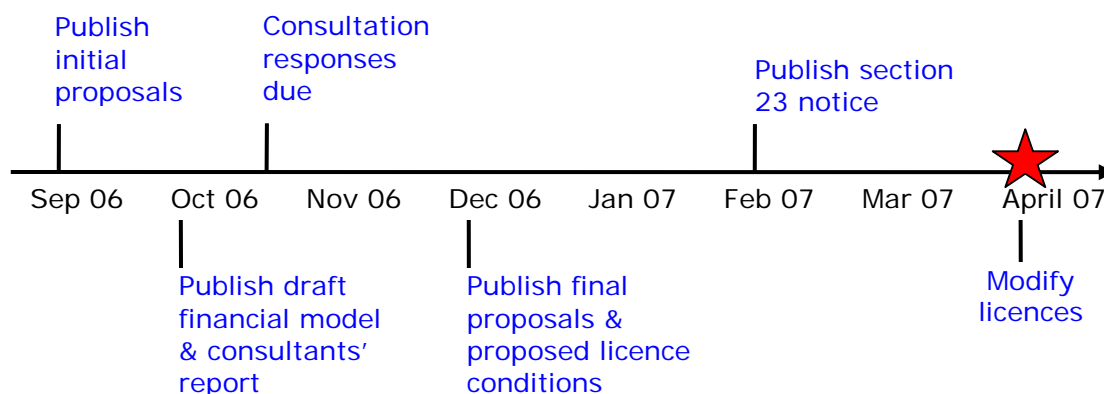 Publish
initial
proposals
Consultation
responses
due
Publish section
23 notice
Sep 06 Oct 06 Nov 06 Dec 06 Jan 07 Feb 07 Mar 07 April 07
Publish draft
financial model
& consultants’
report
Publish final
proposals &
proposed licence
conditions
Modify
licences